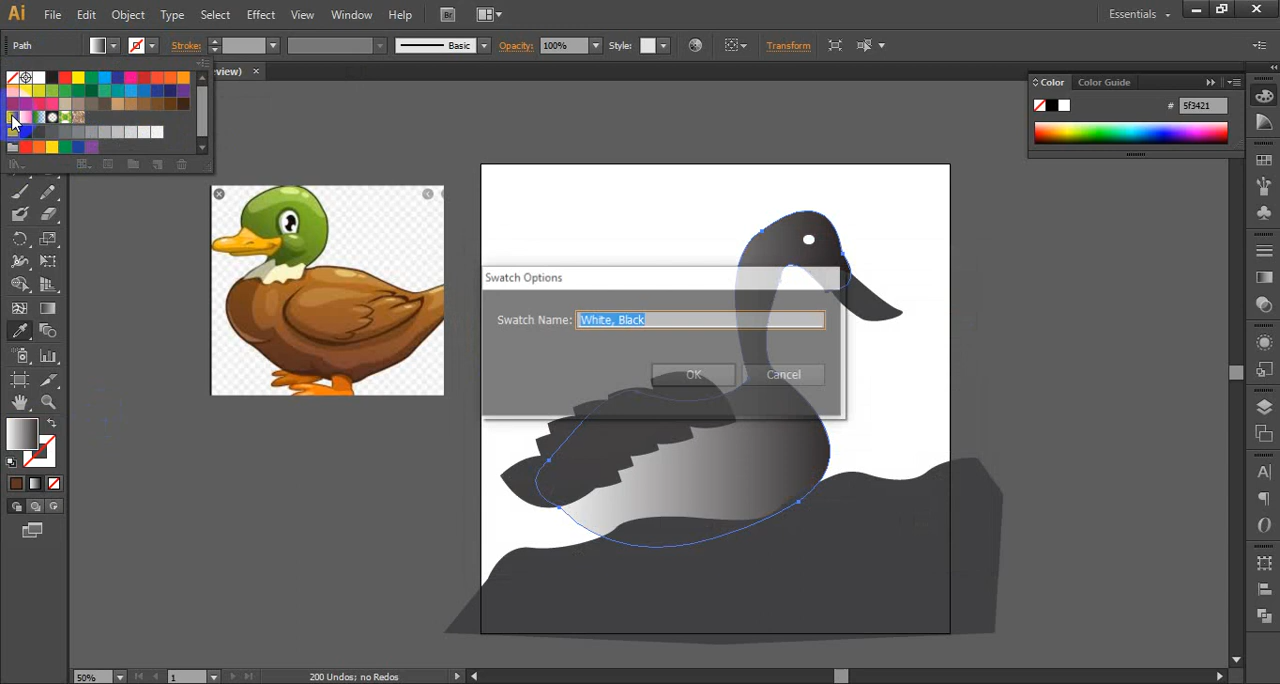 Ai File Edit Object Type Select Effect View Window Help Br Essentials
Path Stroke: Basic Opacity: 100% Style: Transform
view) ×
Color Color Guide
# 5f3421
Swatch Options
Swatch Name: White, Black
OK Cancel
50% 1 200 Undos; no Redos